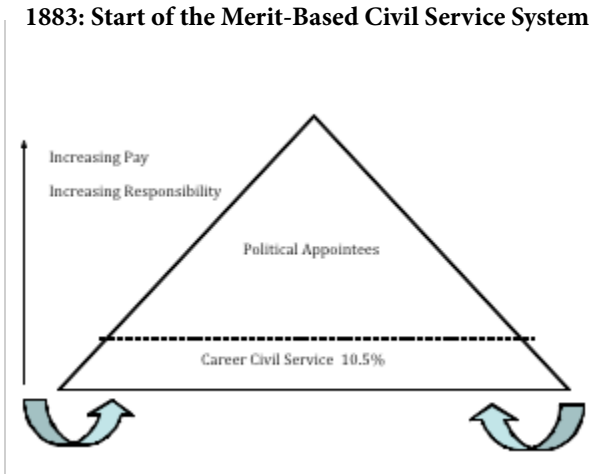 1883: Start of the Merit-Based Civil Service System
Increasing Pay
Increasing Responsibility
Political Appointees
Career Civil Service 10.5%